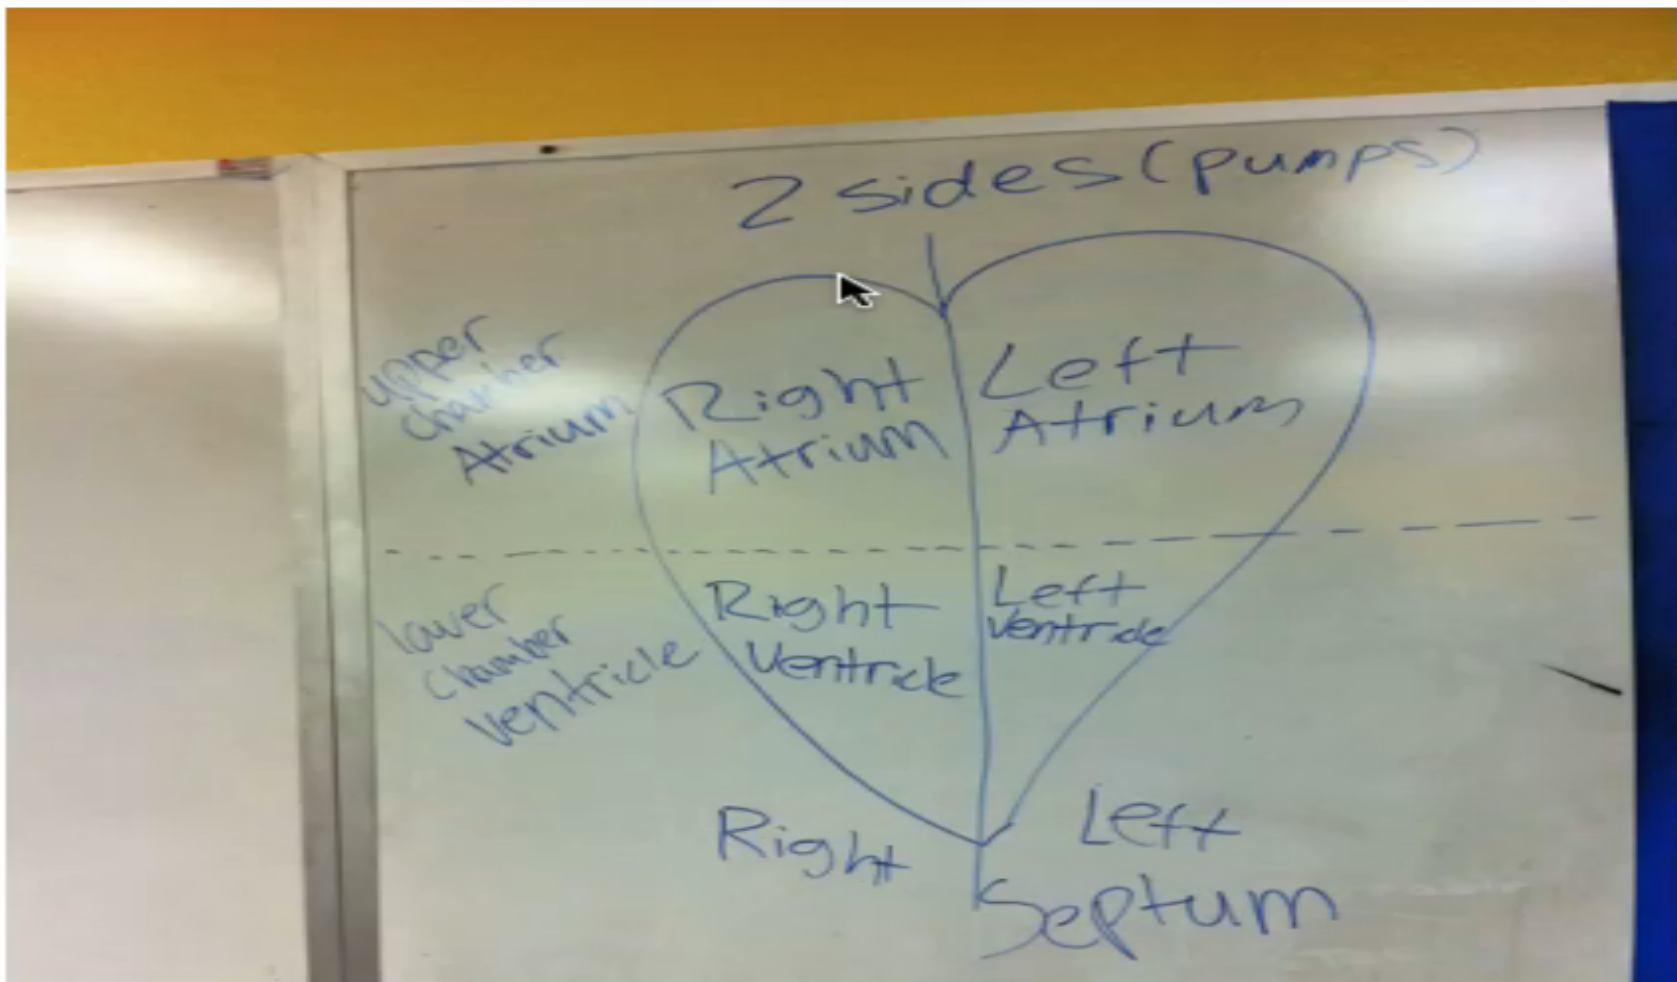 2 sides (pumps)
upper
chamber
Atrium
Right
Atrium
Left
Atrium
lower
chamber
ventricle
Right
Ventricle
Left
Ventricle
Right
Left
Septum